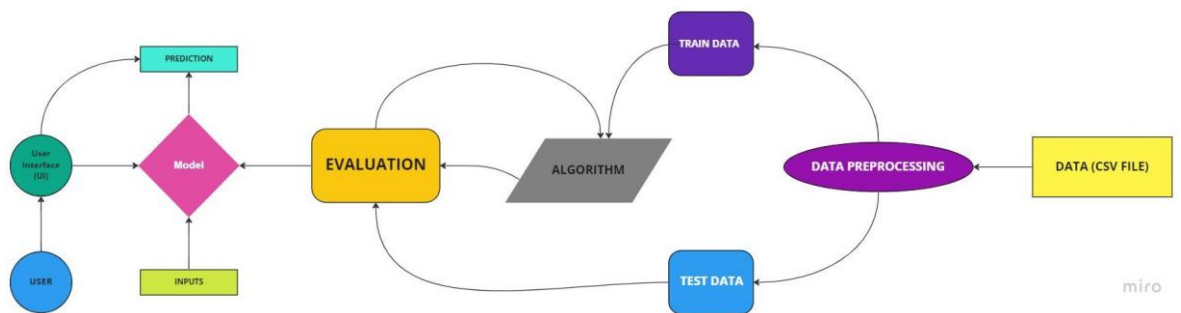 PREDICTION
TRAIN DATA
User
Interface
(UI)
Model
EVALUATION
ALGORITHM
DATA PREPROCESSING
DATA (CSV FILE)
USER
INPUTS
TEST DATA
miro